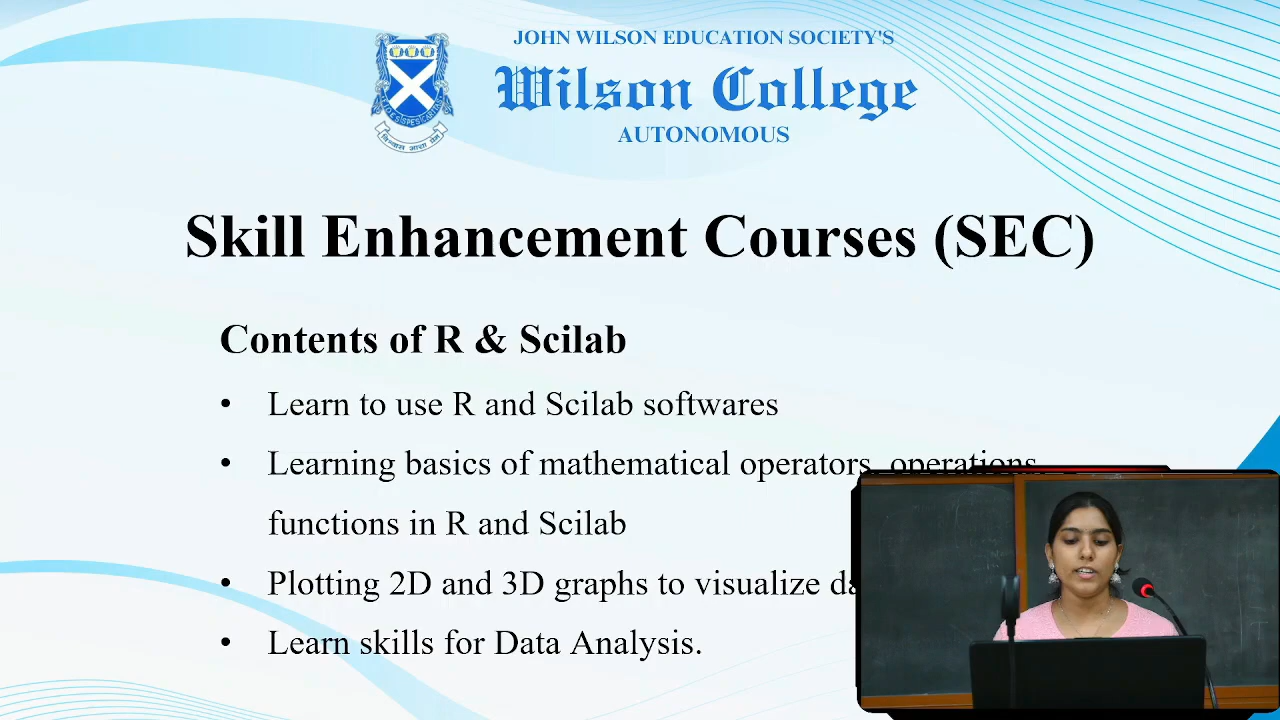 JOHN WILSON EDUCATION SOCIETY'S
Wilson College
AUTONOMOUS
विश्वास आशा प्रेम
Skill Enhancement Courses (SEC)
Contents of R & Scilab
• Learn to use R and Scilab softwares
• Learning basics of mathematical operators, operations,
functions in R and Scilab
• Plotting 2D and 3D graphs to visualize
• Learn skills for Data Analysis.